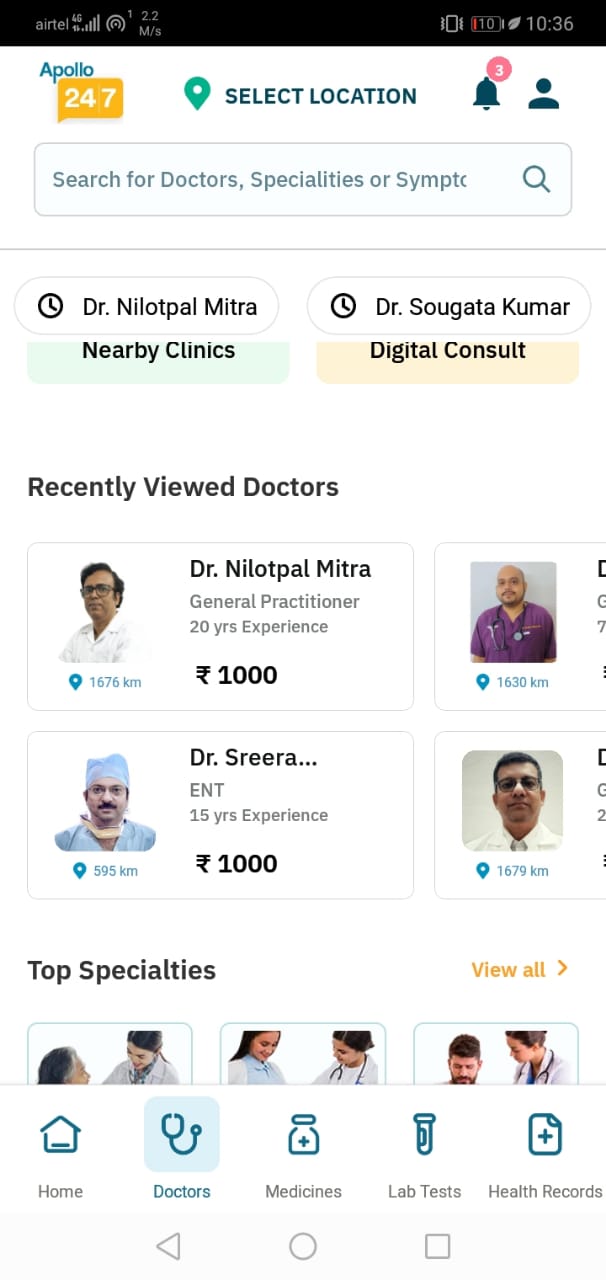 airtel 4G 1 2.2 M/s 10 10:36
Apollo
24|7
SELECT LOCATION
3
Search for Doctors, Specialities or Sympto
Dr. Nilotpal Mitra
Dr. Sougata Kumar
Nearby Clinics
Digital Consult
Recently Viewed Doctors
Dr. Nilotpal Mitra
General Practitioner
20 yrs Experience
₹ 1000
1676 km
D
G
7
1630 km
Dr. Sreera...
ENT
15 yrs Experience
₹ 1000
595 km
D
G
2
1679 km
Top Specialties
View all
Home
Doctors
Medicines
Lab Tests
Health Records